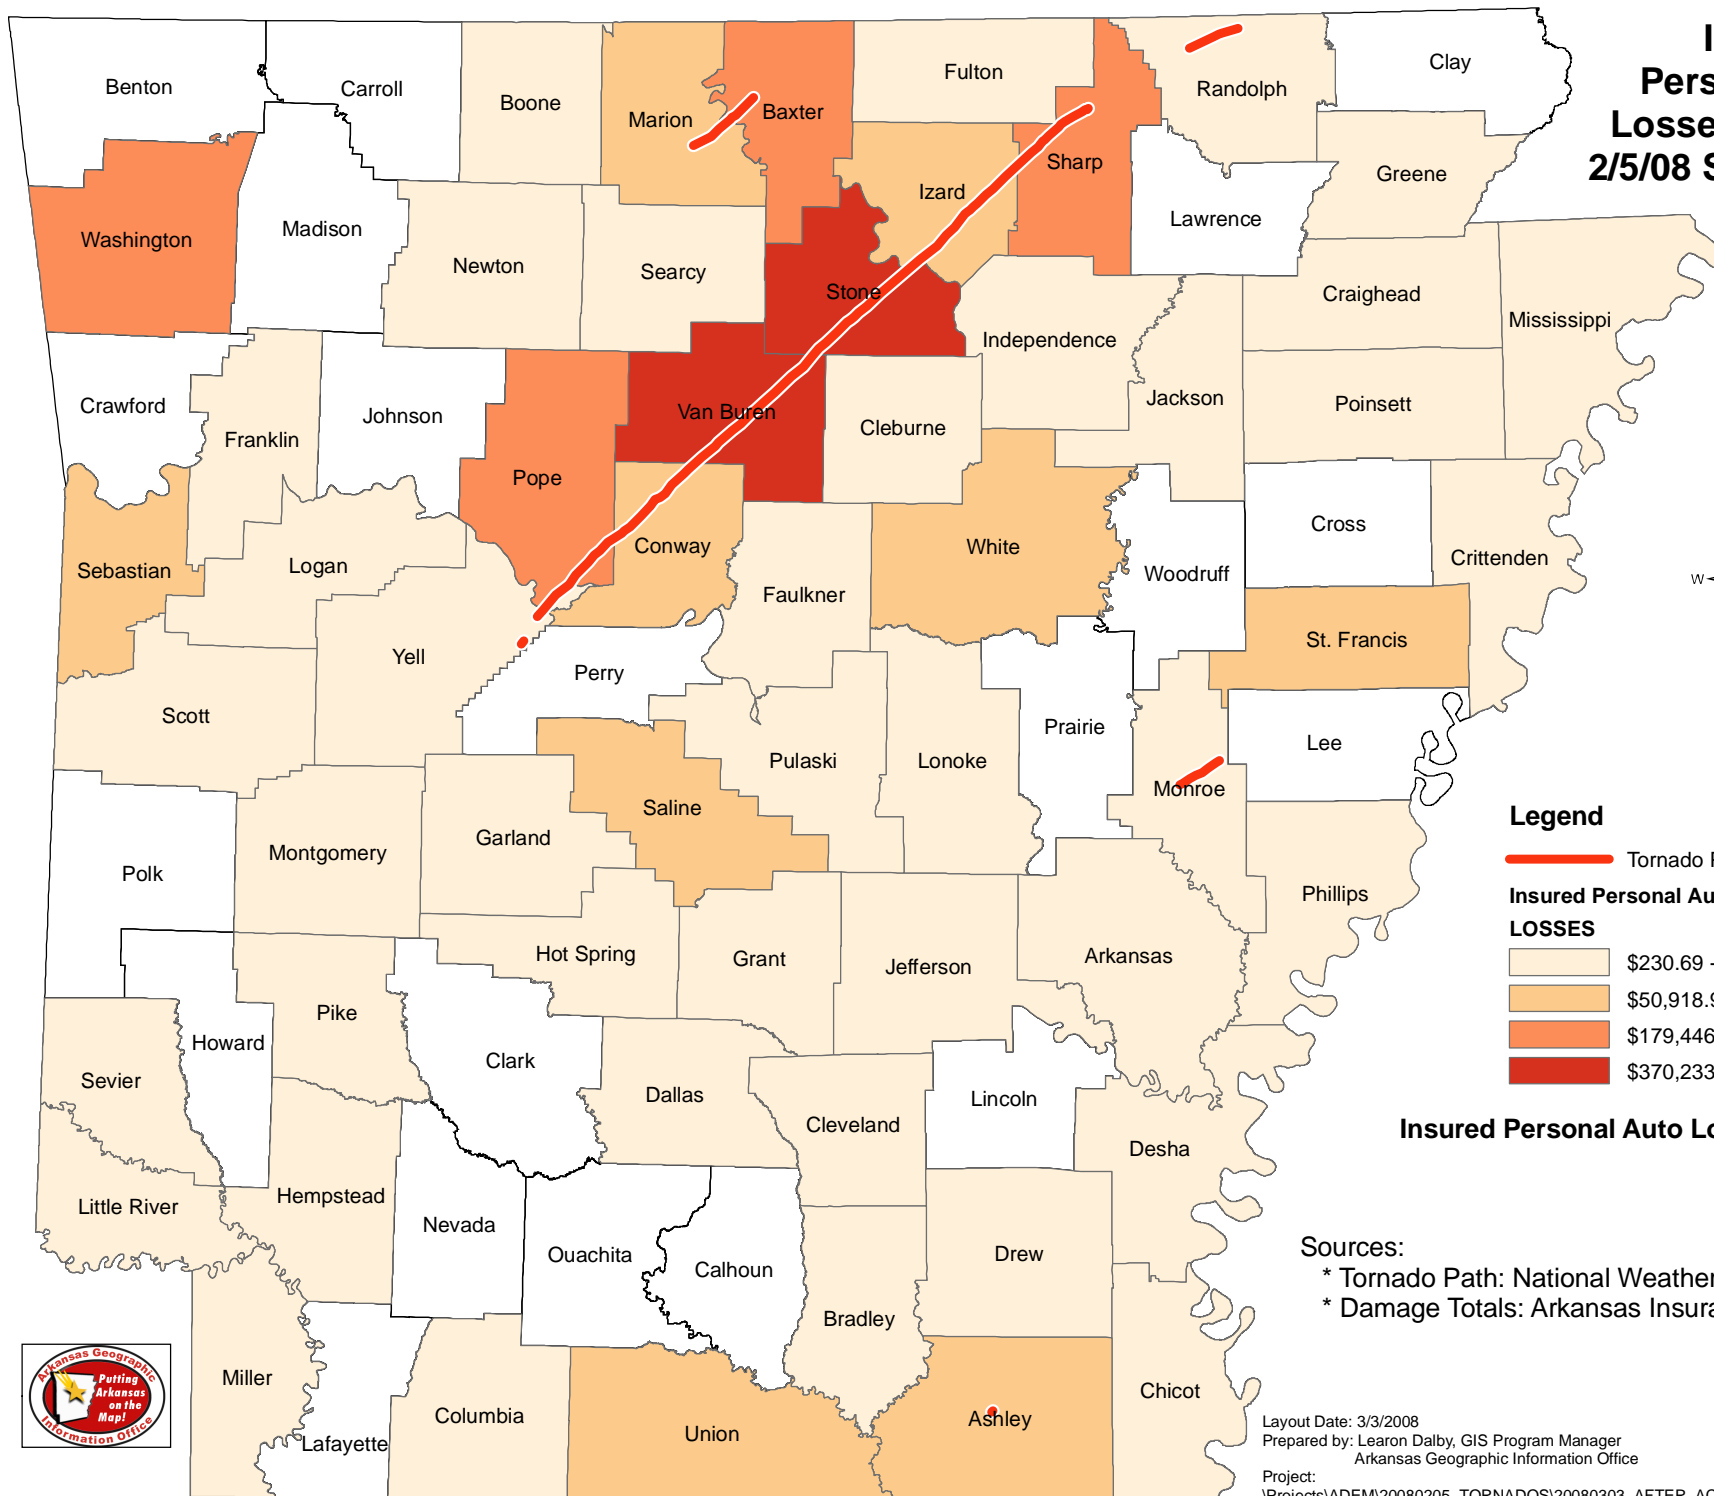 Pers
Losse
2/5/08 S
Benton
Carroll
Boone
Marion
Baxter
Fulton
Randolph
Clay
Washington
Madison
Newton
Searcy
Stone
Izard
Sharp
Lawrence
Greene
Craighead
Mississippi
Crawford
Franklin
Johnson
Pope
Van Buren
Cleburne
Independence
Jackson
Poinsett
Sebastian
Logan
Conway
Faulkner
White
Woodruff
Cross
Crittenden
W
Scott
Yell
Perry
Pulaski
Lonoke
Prairie
Monroe
St. Francis
Lee
Polk
Montgomery
Garland
Saline
Hot Spring
Grant
Jefferson
Arkansas
Phillips
Legend
Tornado
Insured Personal Au
LOSSES
$230.69 -
$50,918.9
$179,446
$370,233
Insured Personal Auto Lo
Howard
Pike
Clark
Sevier
Dallas
Cleveland
Lincoln
Desha
Little River
Hempstead
Nevada
Ouachita
Calhoun
Bradley
Drew
Miller
Lafayette
Columbia
Union
Ashley
Chicot
Sources:
* Tornado Path: National Weather
* Damage Totals: Arkansas Insura
Arkansas Geographic
Putting
Arkansas
on the
Map!
Information Office
Layout Date: 3/3/2008
Prepared by: Learon Dalby, GIS Program Manager
Arkansas Geographic Information Office
Project: